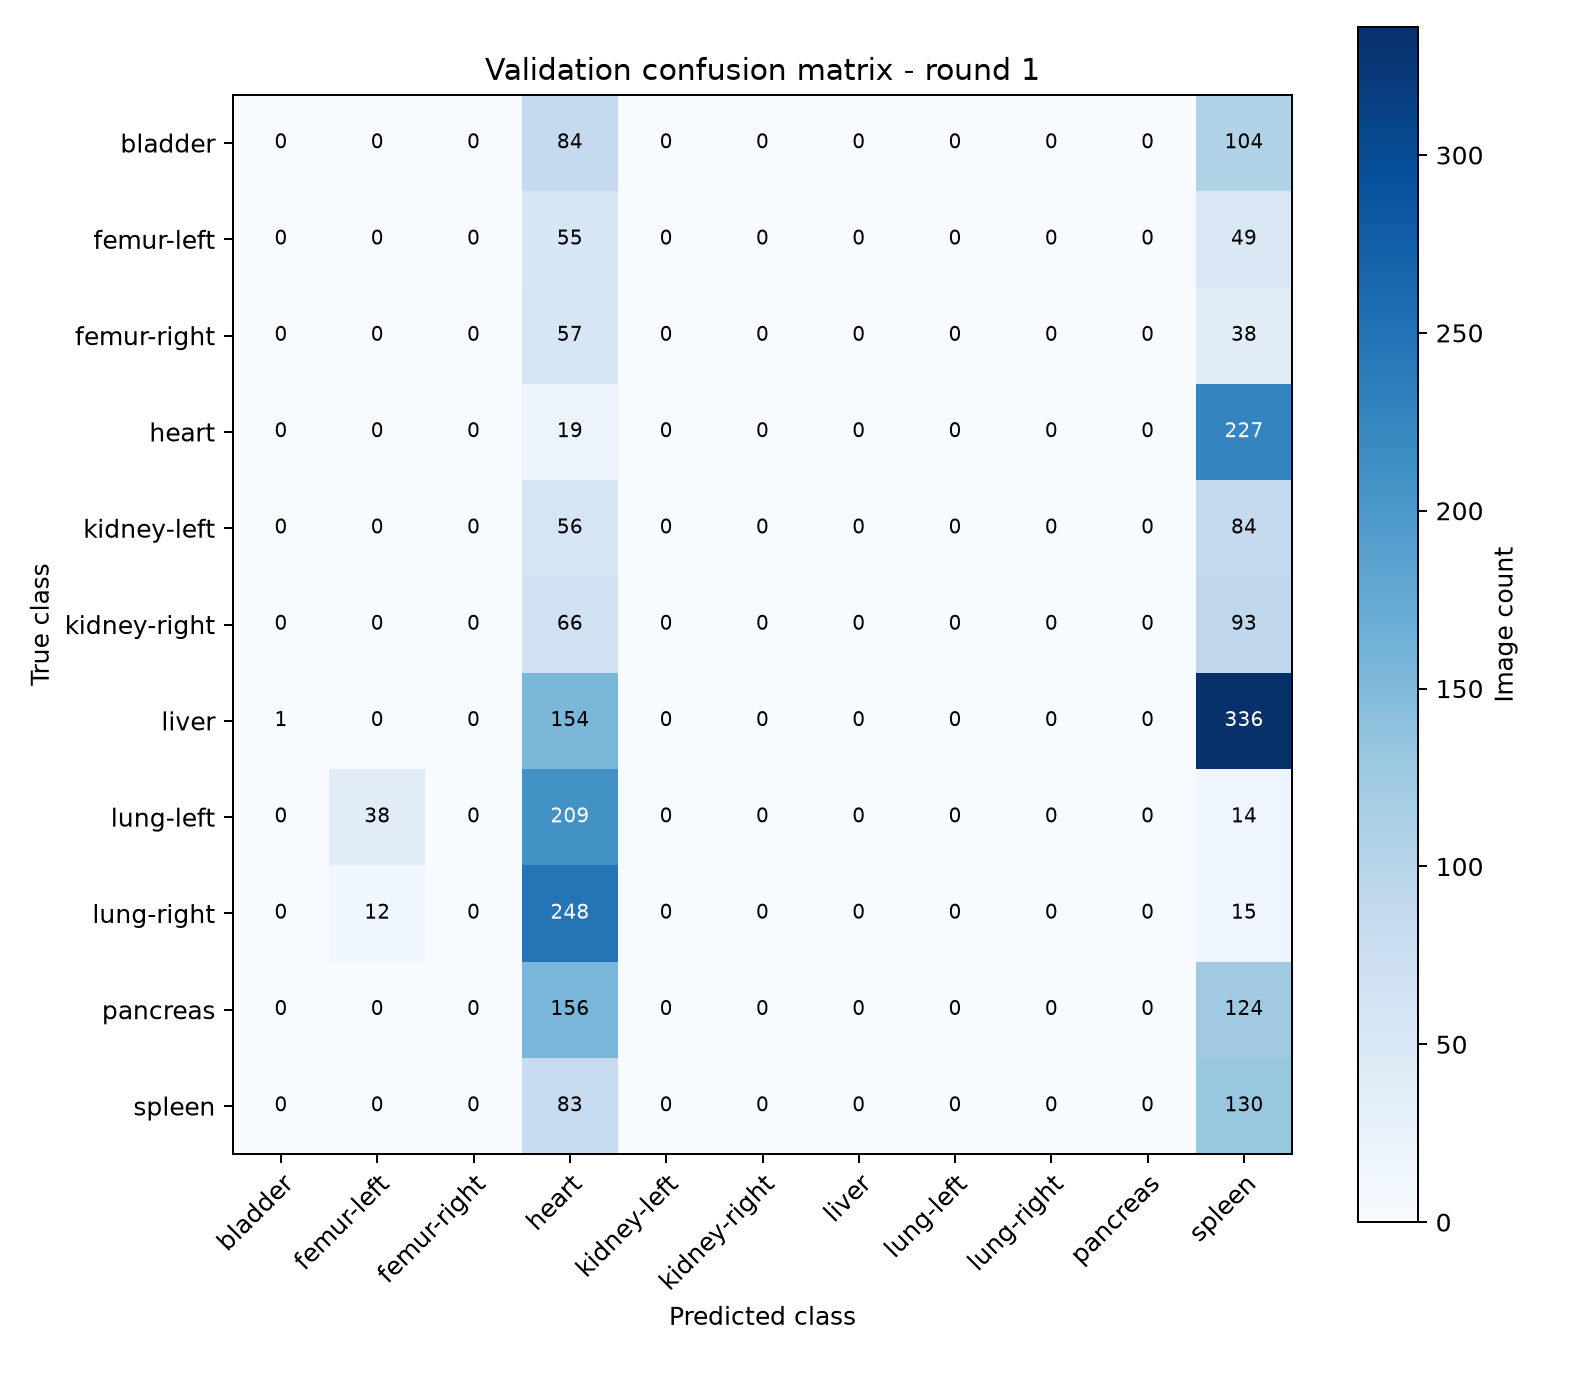 Validation confusion matrix - round 1
bladder 0 0 0 84 0 0 0 0 0 0 104
femur-left 0 0 0 55 0 0 0 0 0 0 49
femur-right 0 0 0 57 0 0 0 0 0 0 38
heart 0 0 0 19 0 0 0 0 0 0 227
kidney-left 0 0 0 56 0 0 0 0 0 0 84
kidney-right 0 0 0 66 0 0 0 0 0 0 93
liver 1 0 0 154 0 0 0 0 0 0 336
lung-left 0 38 0 209 0 0 0 0 0 0 14
lung-right 0 12 0 248 0 0 0 0 0 0 15
pancreas 0 0 0 156 0 0 0 0 0 0 124
spleen 0 0 0 83 0 0 0 0 0 0 130
True class
bladder femur-left femur-right heart kidney-left kidney-right liver lung-left lung-right pancreas spleen
Predicted class
300
250
200
150
100
50
0
Image count